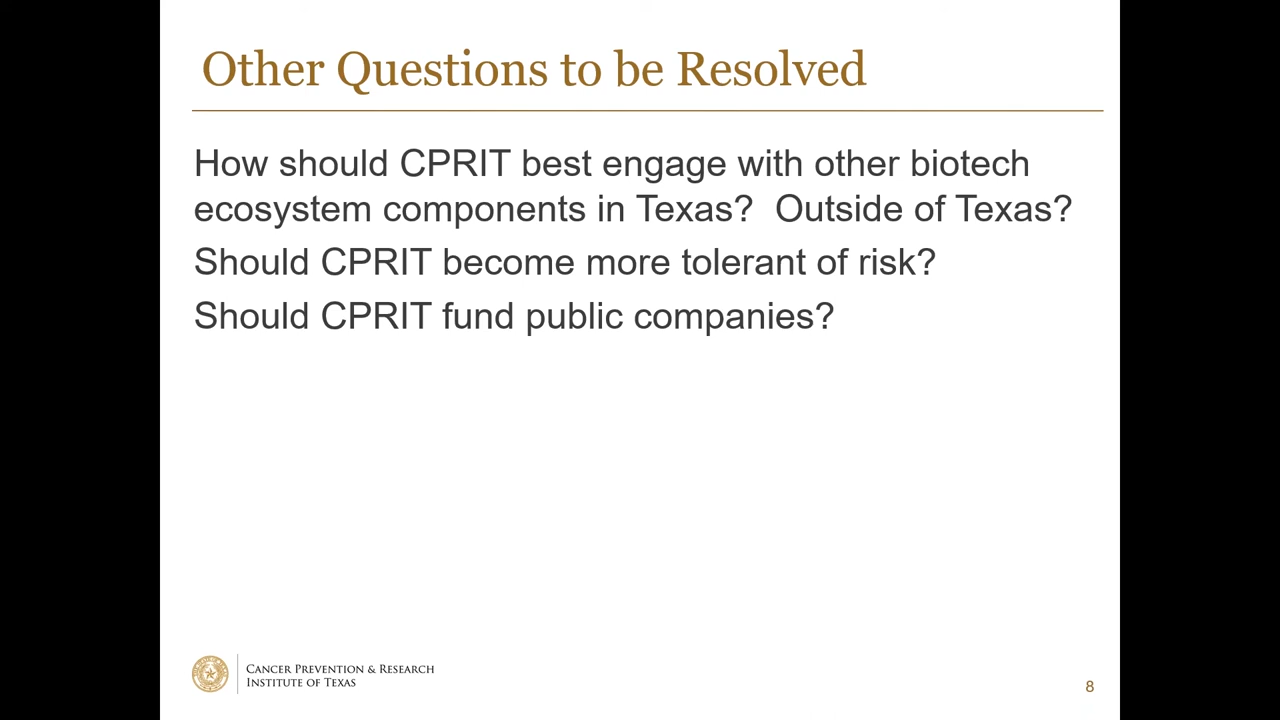 Other Questions to be Resolved
How should CPRIT best engage with other biotech
ecosystem components in Texas?  Outside of Texas?
Should CPRIT become more tolerant of risk?
Should CPRIT fund public companies?
Cancer Prevention & Research
Institute of Texas
8